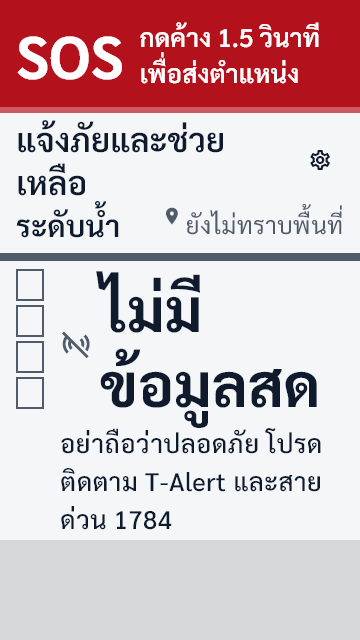 SOS
กดค้าง 1.5 วินาที
เพื่อส่งตำแหน่ง
แจ้งภัยและช่วย
เหลือ
ระดับน้ำ
ยังไม่ทราบพื้นที่
ไม่มี
ข้อมูลสด
อย่าถือว่าปลอดภัย โปรด
ติดตาม T-Alert และสาย
ด่วน 1784